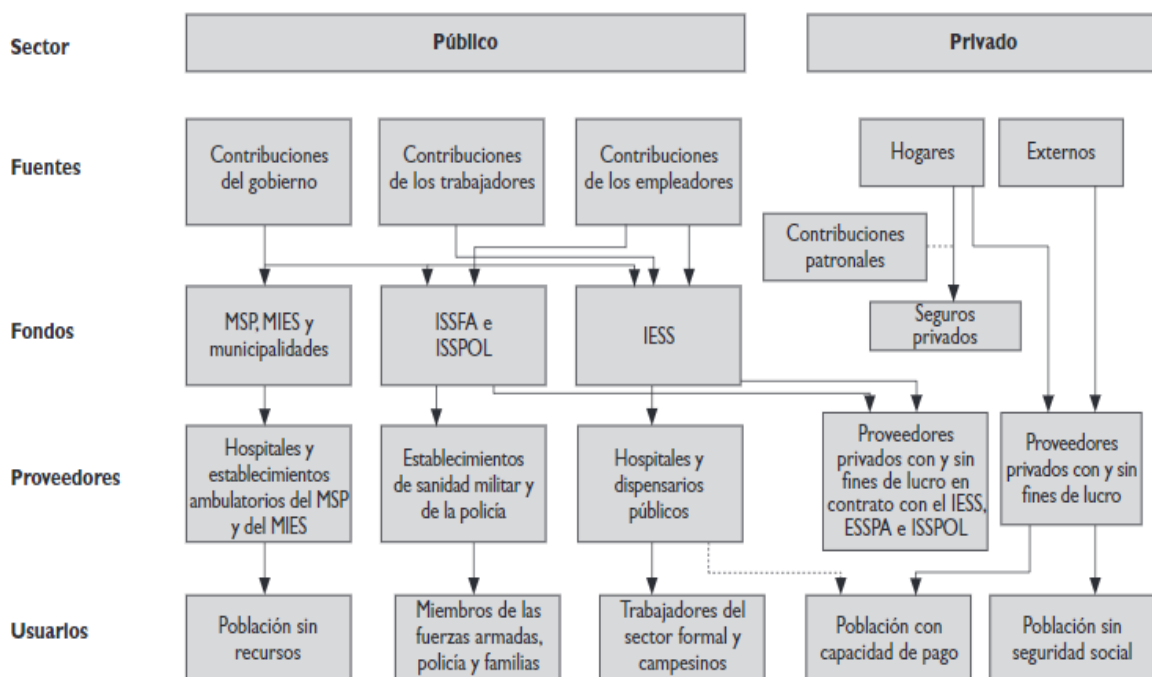 Sector
Público
Privado
Fuentes
Contribuciones
del gobierno
Contribuciones
de los trabajadores
Contribuciones
de los empleadores
Hogares
Externos
Contribuciones
patronales
Fondos
MSP, MIES y
municipalidades
ISSFA e
ISSPOL
IESS
Seguros
privados
Proveedores
Hospitales y
establecimientos
ambulatorios del MSP
y del MIES
Establecimientos
de sanidad militar y
de la policía
Hospitales y
dispensarios
públicos
Proveedores
privados con y sin
fines de lucro en
contrato con el IESS,
ESSPA e ISSPOL
Proveedores
privados con y sin
fines de lucro
Usuarlos
Población sin
recursos
Miembros de las
fuerzas armadas,
policía y familias
Trabajadores del
sector formal y
campesinos
Población con
capacidad de pago
Población sin
seguridad social